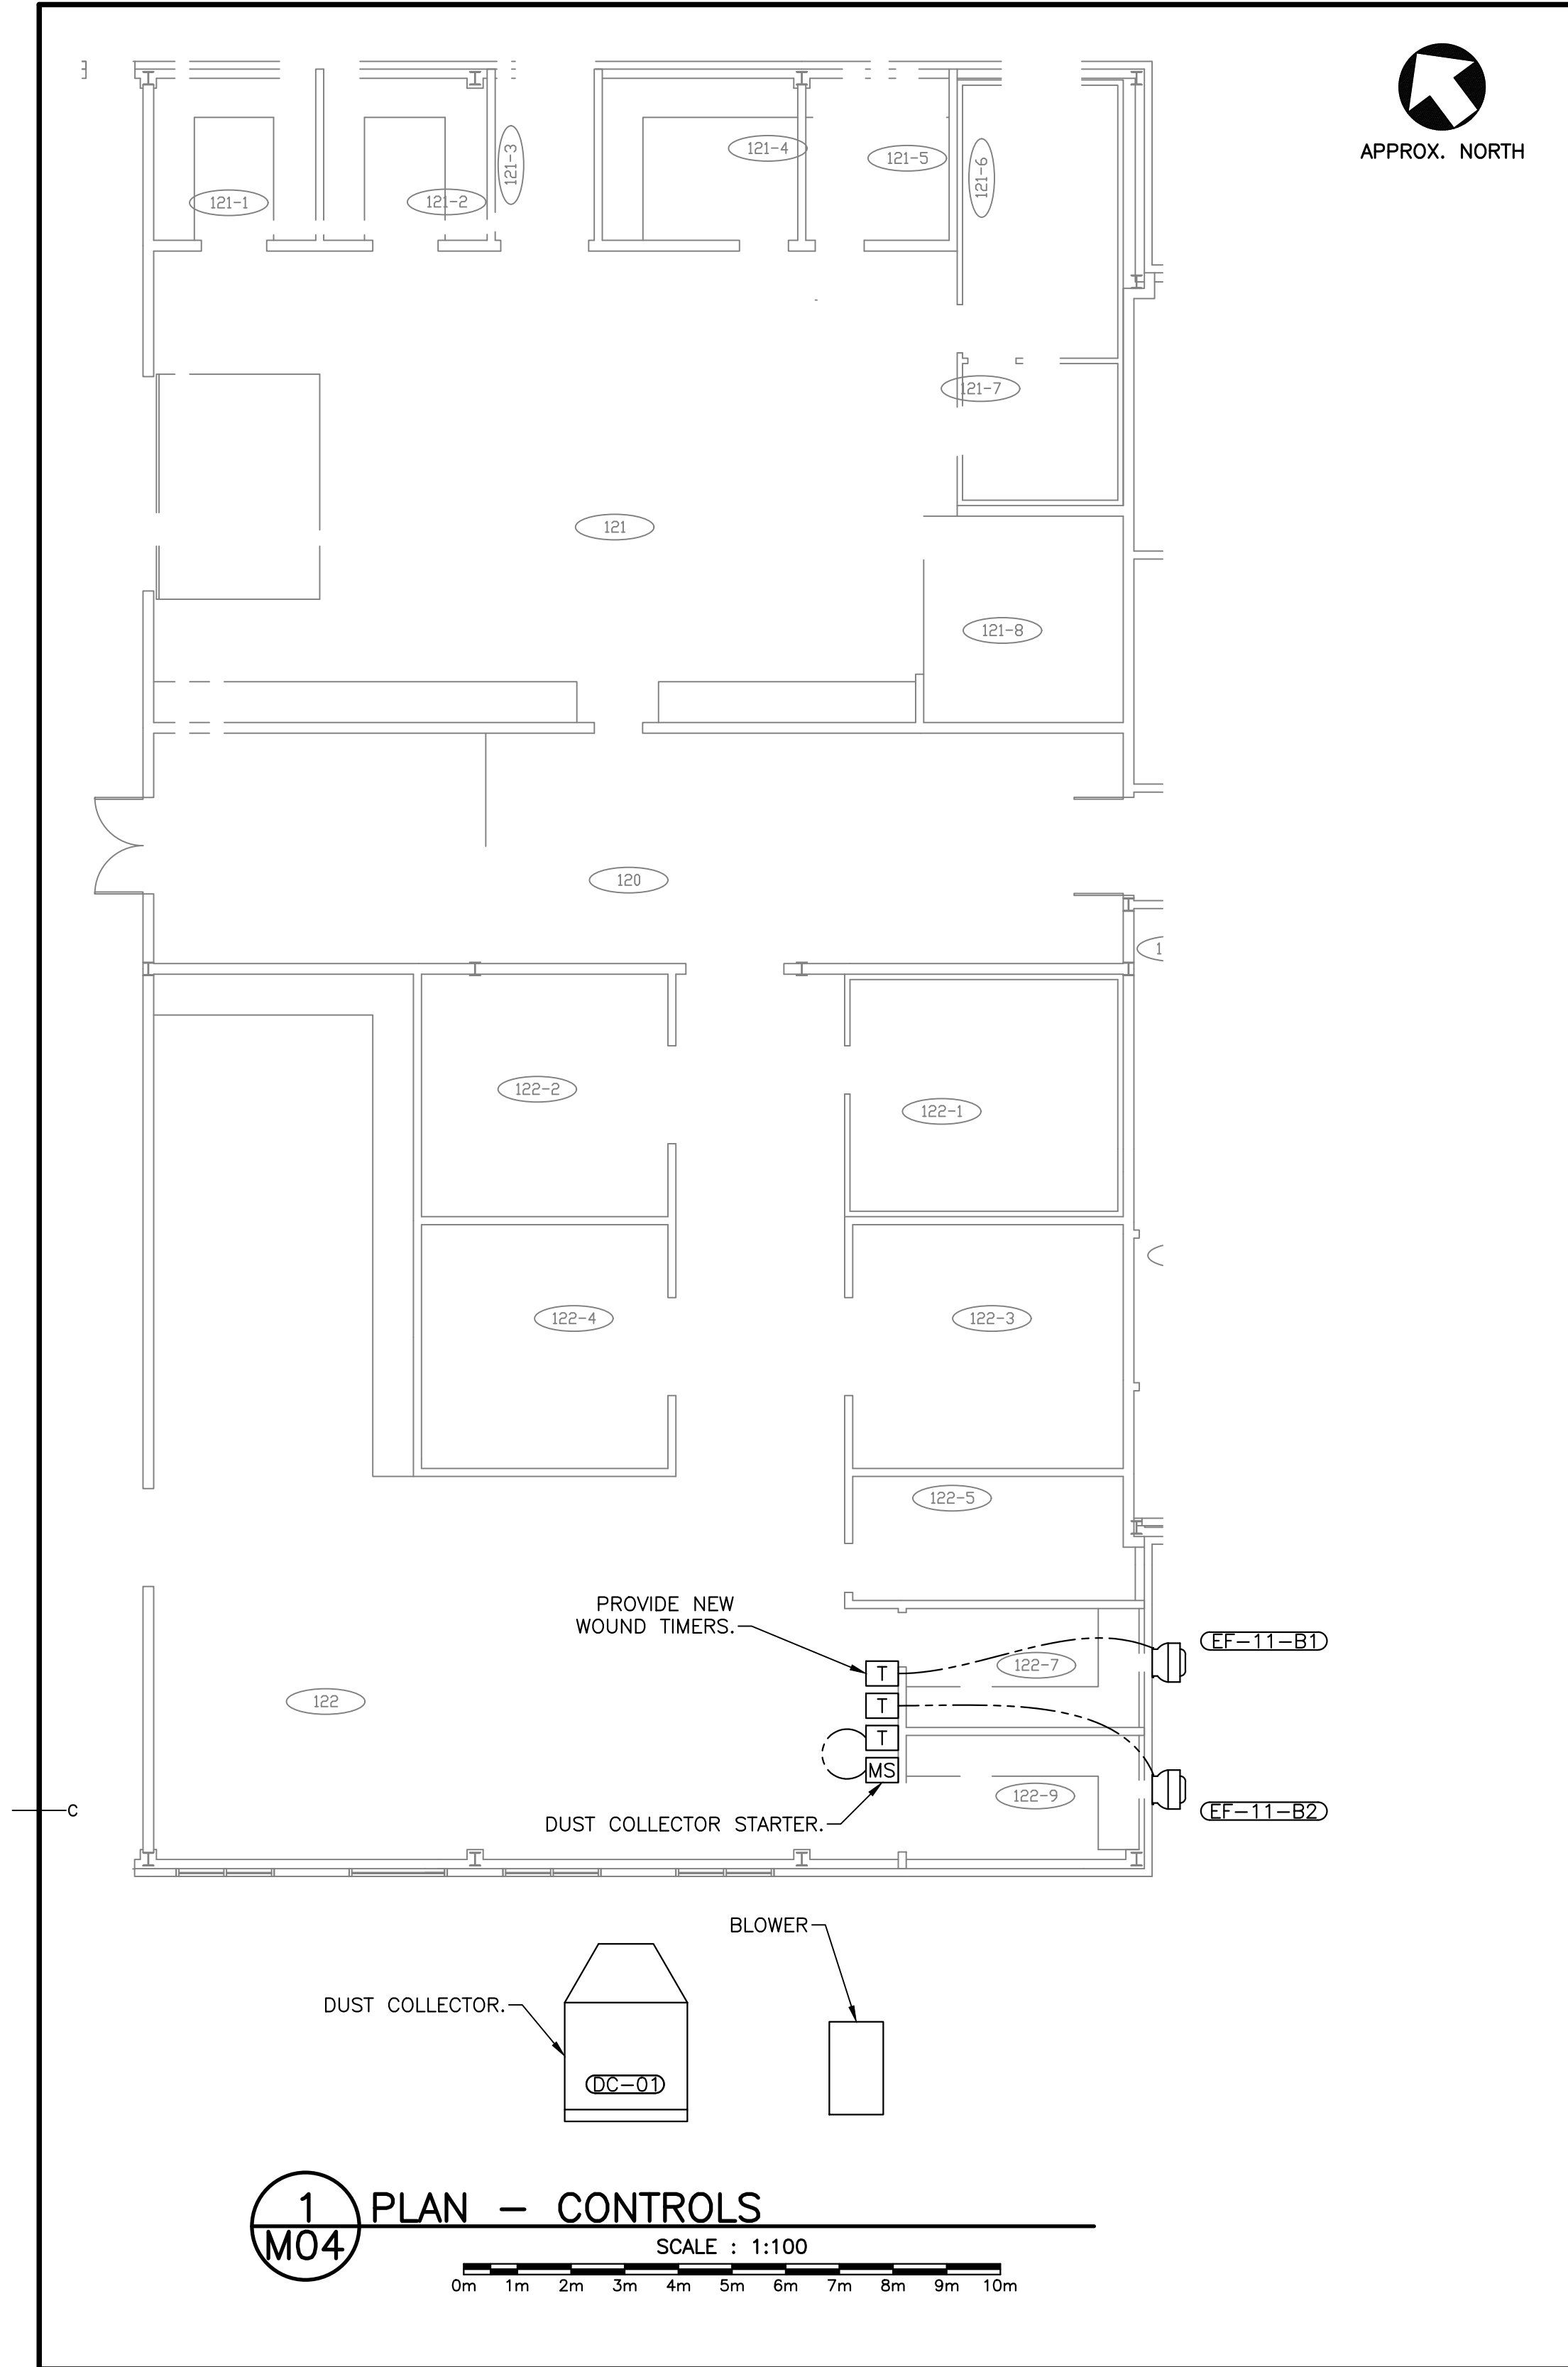 APPROX. NORTH
121-1
121-2
121-3
121-4
121-5
121-6
121-7
121
121-8
120
1
122-2
122-1
122-4
122-3
122-5
PROVIDE NEW
WOUND TIMERS.
T
T
T
MS
122-7
EF-11-B1
122
122-9
EF-11-B2
DUST COLLECTOR STARTER.
C
BLOWER
DUST COLLECTOR.
DC-01
1
M04
PLAN - CONTROLS
SCALE : 1:100
0m 1m 2m 3m 4m 5m 6m 7m 8m 9m 10m